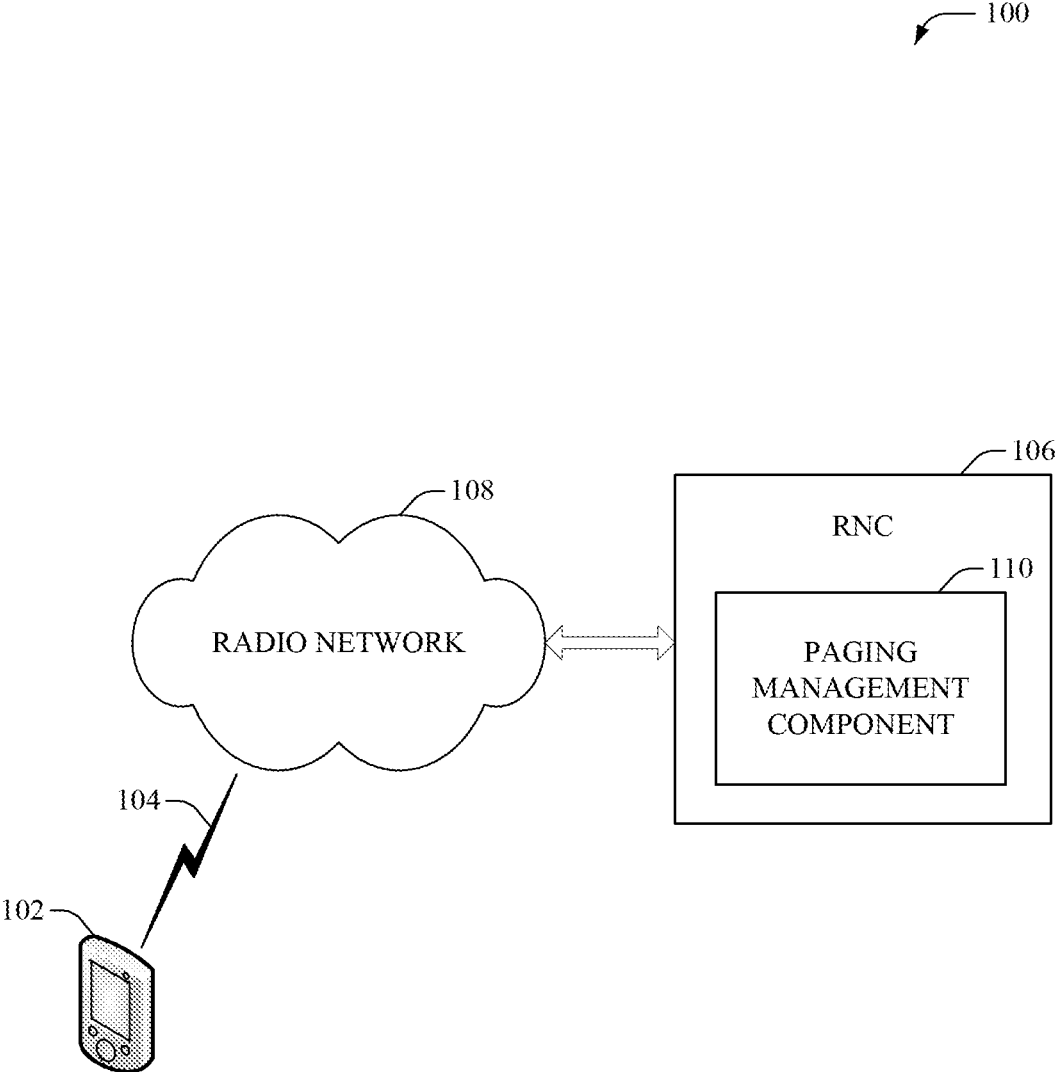 100
106
RNC
108
110
RADIO NETWORK
PAGING
MANAGEMENT
COMPONENT
104
102